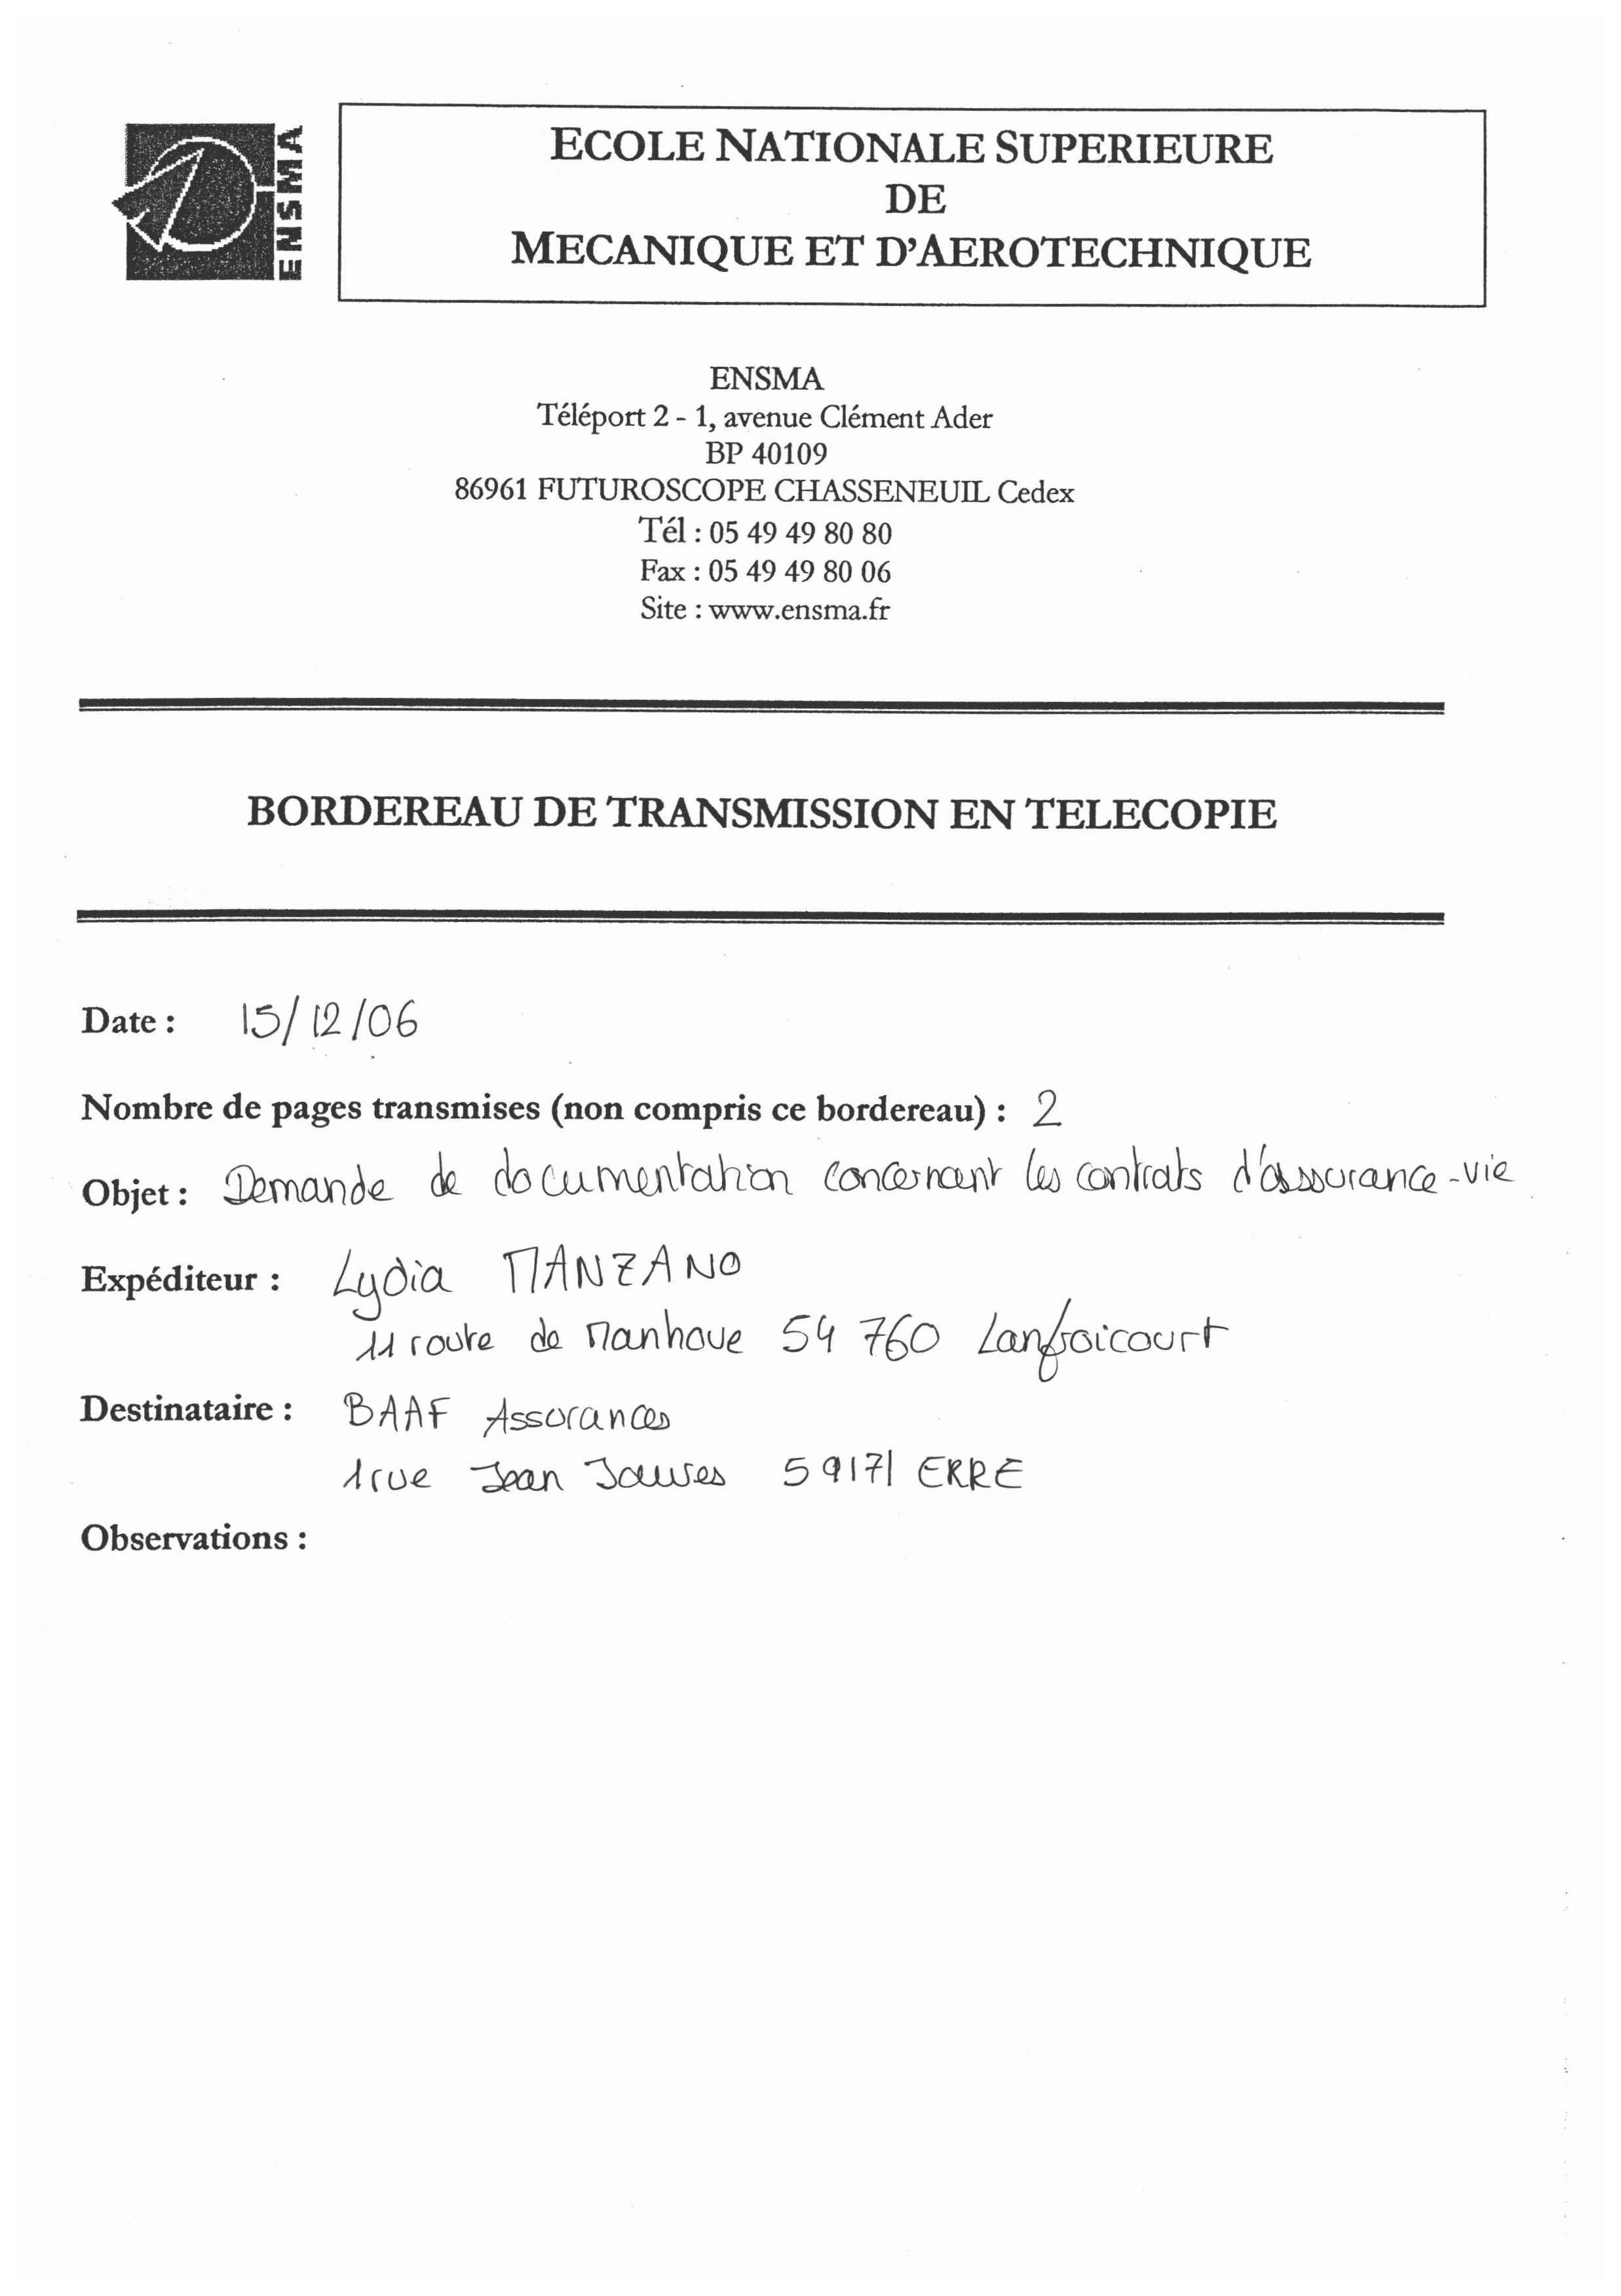 ENSMA
ECOLE NATIONALE SUPERIEURE
DE
MECANIQUE ET D'AEROTECHNIQUE
ENSMA
Téléport 2 - 1, avenue Clément Ader
BP 40109
86961 FUTUROSCOPE CHASSENEUIL Cedex
Tél : 05 49 49 80 80
Fax : 05 49 49 80 06
Site : www.ensma.fr
BORDEREAU DE TRANSMISSION EN TELECOPIE
Date : 15/12/06
Nombre de pages transmises (non compris ce bordereau) : 2
Objet : Demande de documentation concernant les contrats d'assurance-vie
Expéditeur : Lydia MANZANO
11 route de Manhoue 54 760 Lanfroicourt
Destinataire : BAAF Assurances
1 rue Jean Jaures 59171 ERRE
Observations :